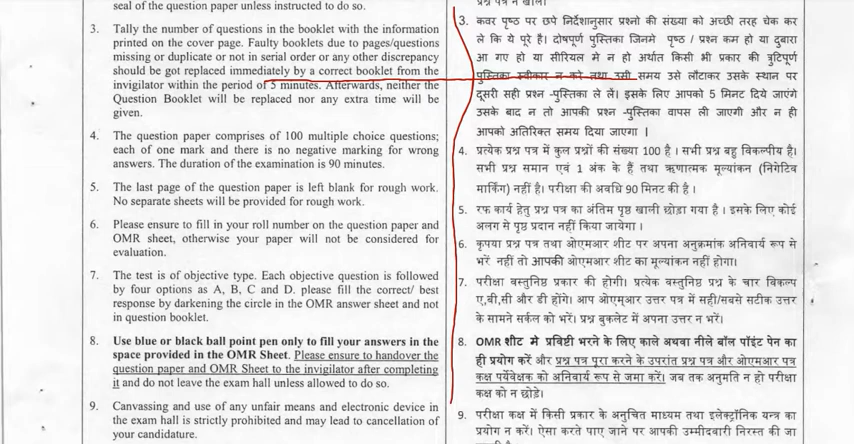 seal of the question paper unless instructed to do so.
3. Tally the number of questions in the booklet with the information
printed on the cover page. Faulty booklets due to pages/questions
missing or duplicate or not in serial order or any other discrepancy
should be got replaced immediately by a correct booklet from the
invigilator within the period of 5 minutes. Afterwards, neither the
Question Booklet will be replaced nor any extra time will be
given.
4. The question paper comprises of 100 multiple choice questions;
each of one mark and there is no negative marking for wrong
answers. The duration of the examination is 90 minutes.
5. The last page of the question paper is left blank for rough work.
No separate sheets will be provided for rough work.
6. Please ensure to fill in your roll number on the question paper and
OMR sheet, otherwise your paper will not be considered for
evaluation.
7. The test is of objective type. Each objective question is followed
by four options as A, B, C and D. please fill the correct/ best
response by darkening the circle in the OMR answer sheet and not
in question booklet.
8. Use blue or black ball point pen only to fill your answers in the
space provided in the OMR Sheet. Please ensure to handover the
question paper and OMR Sheet to the invigilator after completing
it and do not leave the exam hall unless allowed to do so.
9. Canvassing and use of any unfair means and electronic device in
the exam hall is strictly prohibited and may lead to cancellation of
your candidature.
प्रश्न पत्र न खोलें।
3. कवर पृष्ठ पर छपे निर्देशानुसार प्रश्नो की संख्या को अच्छी तरह चेक कर
ले कि ये पूरे है। दोषपूर्ण पुस्तिका जिनमे पृष्ठ / प्रश्न कम हो या दुबारा
आ गए हो या सीरियल मे न हो अर्थात किसी भी प्रकार की त्रुटिपूर्ण
पुस्तिका स्वीकार न करे तथा उसी समय उसे लौटाकर उसके स्थान पर
दूसरी सही प्रश्न -पुस्तिका ले लें। इसके लिए आपको 5 मिनट दिये जाएंगे
उसके बाद न तो आपकी प्रश्न -पुस्तिका वापस ली जाएगी और न ही
आपको अतिरिक्त समय दिया जाएगा ।
4. प्रत्येक प्रश्न पत्र में कुल प्रश्नों की संख्या 100 है । सभी प्रश्न बहु विकल्पीय है।
सभी प्रश्न समान एवं 1 अंक के हैं तथा ऋणात्मक मूल्यांकन (निगेटिव
मार्किंग) नहीं है। परीक्षा की अवधि 90 मिनट की है ।
5. रफ कार्य हेतु प्रश्न पत्र का अंतिम पृष्ठ खाली छोड़ा गया है । इसके लिए कोई
अलग से पृष्ठ प्रदान नहीं किया जायेगा ।
6. कृपया प्रश्न पत्र तथा ओएमआर शीट पर अपना अनुक्रमांक अनिवार्य रूप से
भरें नहीं तो आपकी ओएमआर शीट का मूल्यांकन नहीं होगा।
7. परीक्षा वस्तुनिष्ठ प्रकार की होगी। प्रत्येक वस्तुनिष्ठ प्रश्न के चार विकल्प
ए,बी,सी और डी होंगे। आप ओएम्आर उत्तर पत्र में सही/सबसे सटीक उत्तर
के सामने सर्कल को भरें। प्रश्न बुकलेट में अपना उत्तर न भरें।
8. OMR शीट मे प्रविष्टी भरने के लिए काले अथवा नीले बॉल पॉइंट पेन का
ही प्रयोग करें और प्रश्न पत्र पूरा करने के उपरांत प्रश्न पत्र और ओएमआर पत्र
कक्ष पर्यवेक्षक को अनिवार्य रूप से जमा करें। जब तक अनुमति न हो परीक्षा
कक्ष को न छोड़े।
9. परीक्षा कक्ष में किसी प्रकार के अनुचित माध्यम तथा इलेक्ट्रॉनिक यन्त्र का
प्रयोग न करें। ऐसा करते पाए जाने पर आपकी उम्मीदवारी निरस्त की जा